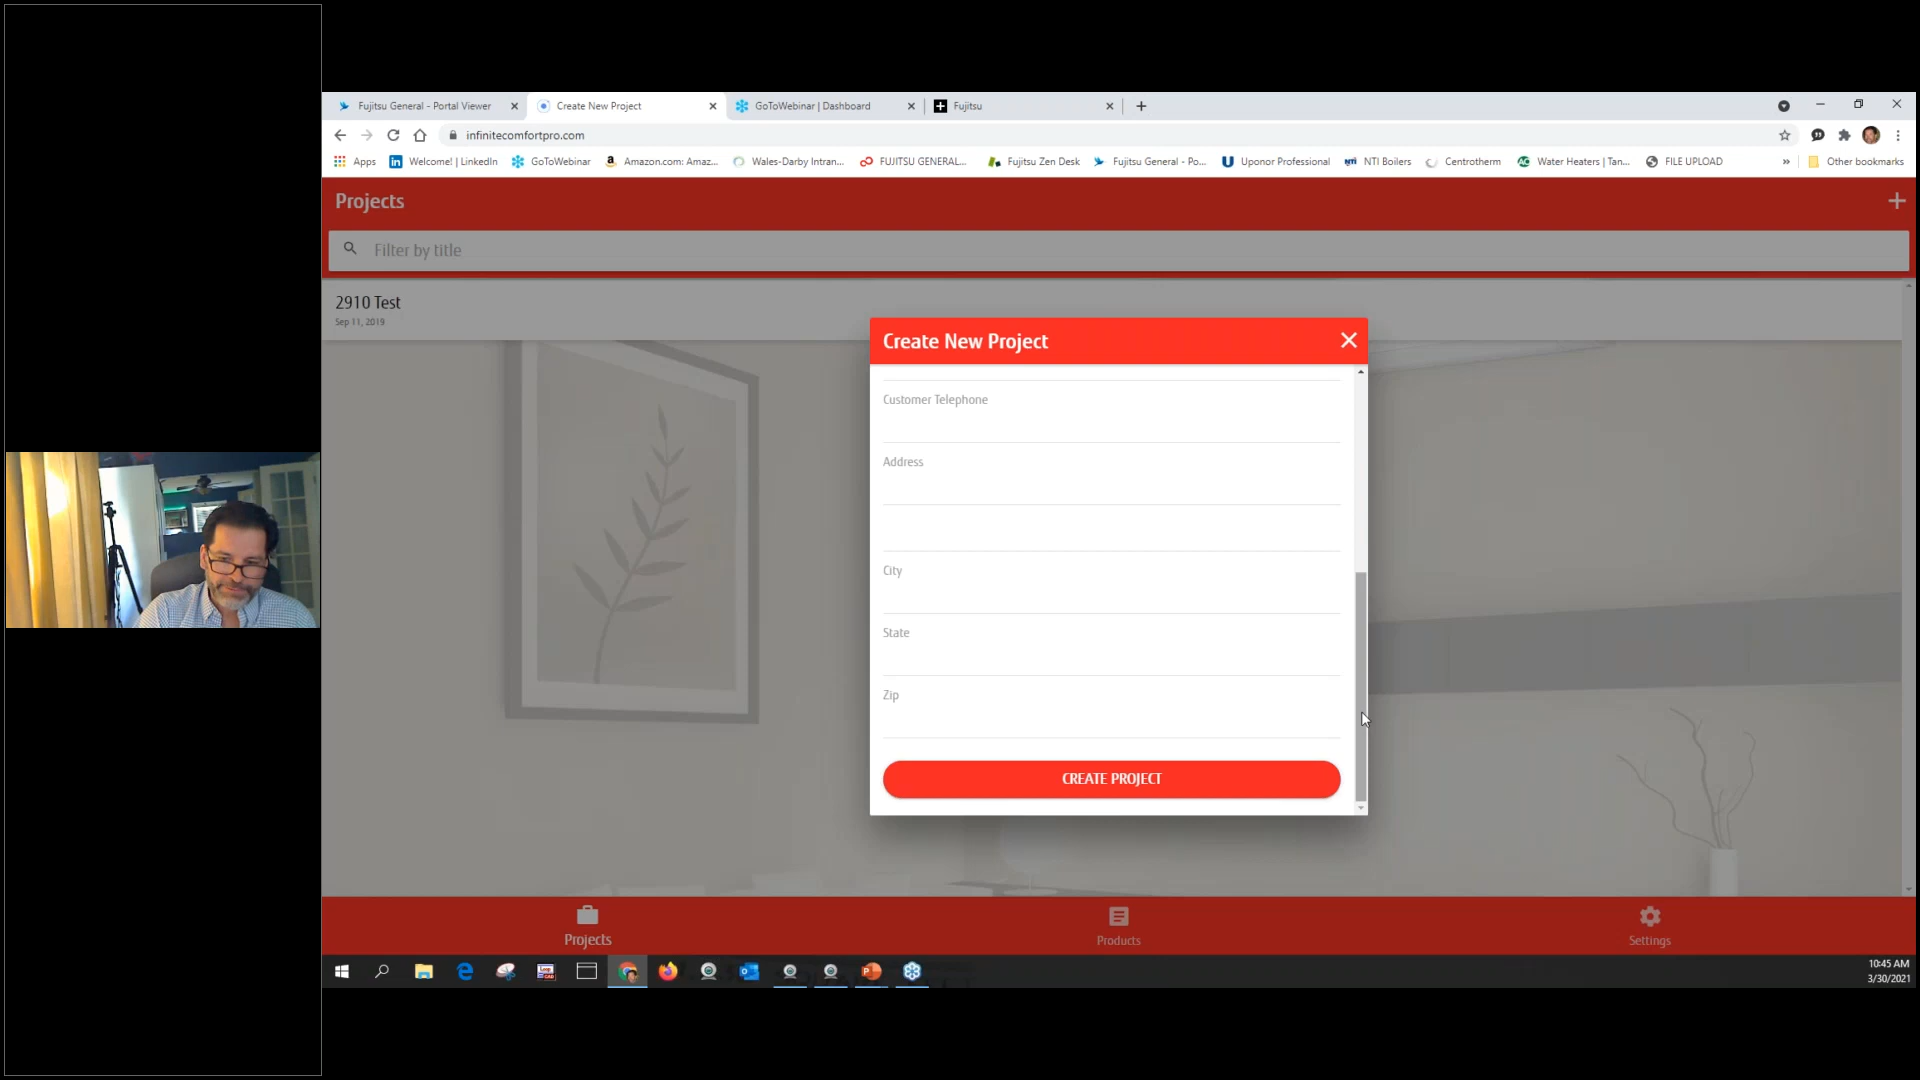 Fujitsu General - Portal Viewer
Create New Project
GoToWebinar | Dashboard
Fujitsu
infinitecomfortpro.com
Apps
Welcome! | LinkedIn
GoToWebinar
Amazon.com: Amaz...
Wales-Darby Intran...
FUJITSU GENERAL...
Fujitsu Zen Desk
Fujitsu General - Po...
Uponor Professional
NTI Boilers
Centrotherm
Water Heaters | Tan...
FILE UPLOAD
»
Other bookmarks
Projects
Filter by title
2910 Test
Sep 11, 2019
Create New Project
Customer Telephone
Address
City
State
Zip
CREATE PROJECT
Projects
Products
Settings
10:45 AM
3/30/2021